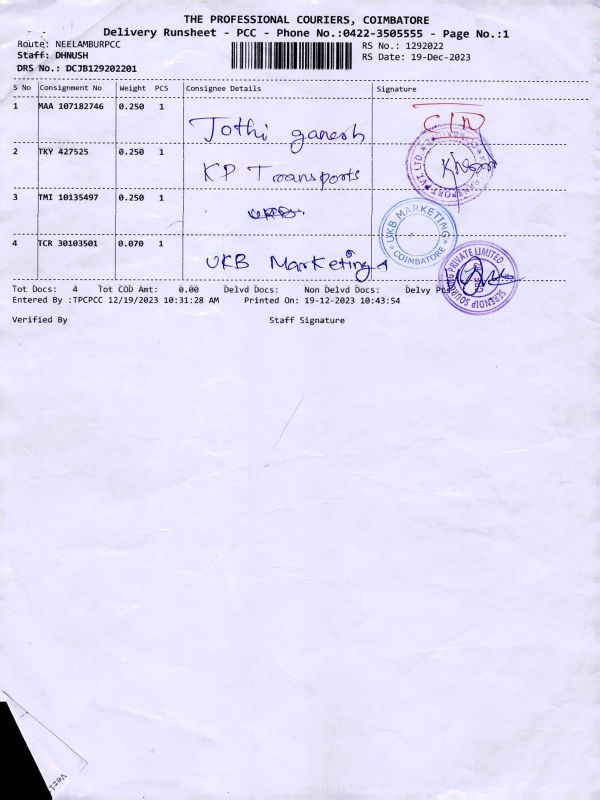 THE PROFESSIONAL COURIERS, COIMBATORE
Delivery Runsheet - PCC - Phone No.:0422-3505555 - Page No.:1
Route: NEELAMBURPCC
RS No.: 1292022
Staff: DHNUSH
RS Date: 19-Dec-2023
DRS No.: DCJB129202201
S No Consignment No Weight PCS Consignee Details Signature
1 MAA 107182746 0.250 1 Jothi ganesh C/N
2 TKY 427525 0.250 1 KP Transports
3 TMI 10135497 0.250 1
UKB MARKETING
COIMBATORE
4 TCR 30103501 0.070 1 UKB Marketing
SERENDIP SOURCING PRIVATE LIMITED
Tot Docs: 4 Tot COD Amt: 0.00 Delvd Docs: Non Delvd Docs: Delvy Pct
Entered By :TPCPCC 12/19/2023 10:31:28 AM Printed On: 19-12-2023 10:43:54
Verified By Staff Signature